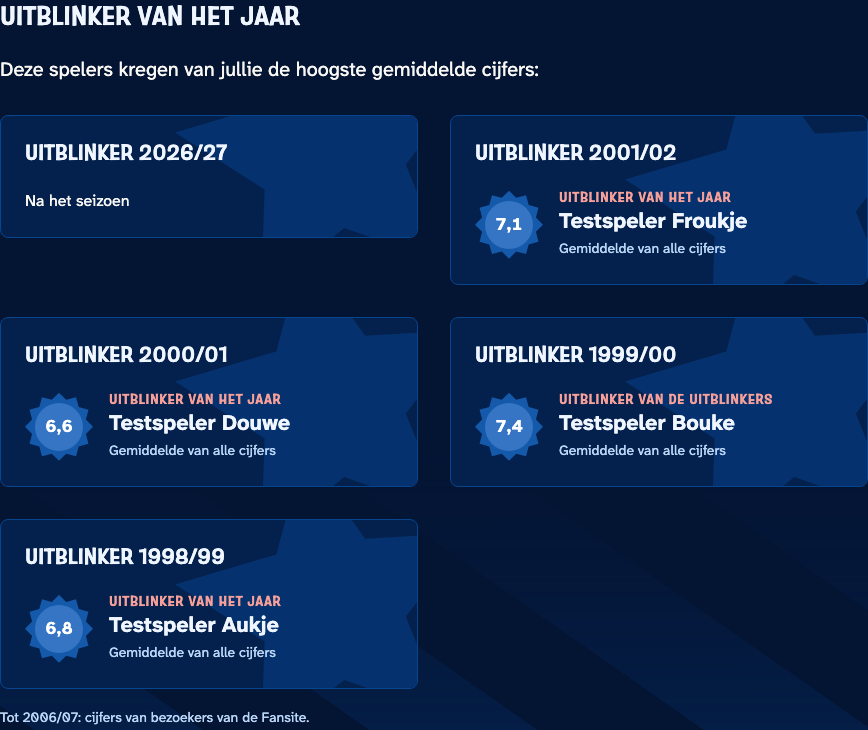 UITBLINKER VAN HET JAAR
Deze spelers kregen van jullie de hoogste gemiddelde cijfers:
UITBLINKER 2026/27
Na het seizoen
UITBLINKER 2001/02
7,1
UITBLINKER VAN HET JAAR
Testspeler Froukje
Gemiddelde van alle cijfers
UITBLINKER 2000/01
6,6
UITBLINKER VAN HET JAAR
Testspeler Douwe
Gemiddelde van alle cijfers
UITBLINKER 1999/00
7,4
UITBLINKER VAN DE UITBLINKERS
Testspeler Bouke
Gemiddelde van alle cijfers
UITBLINKER 1998/99
6,8
UITBLINKER VAN HET JAAR
Testspeler Aukje
Gemiddelde van alle cijfers
Tot 2006/07: cijfers van bezoekers van de Fansite.